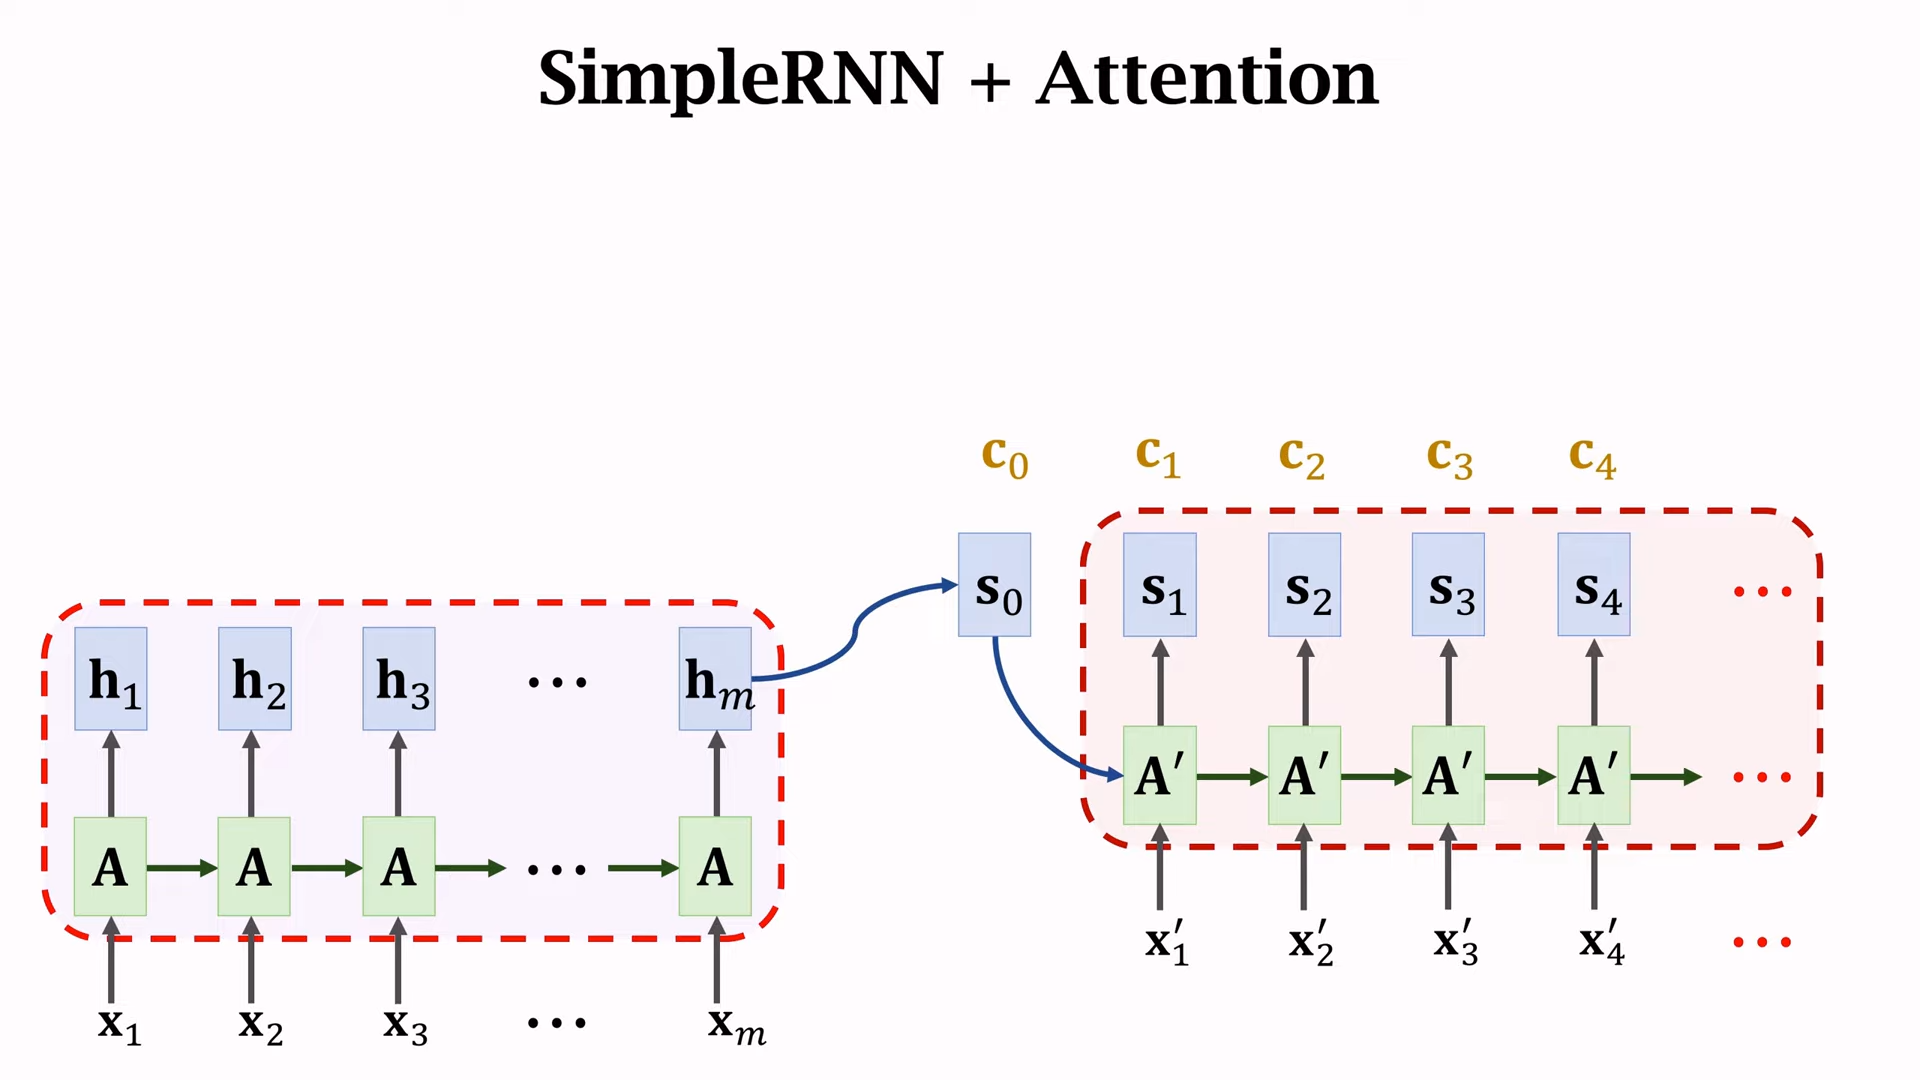 SimpleRNN + Attention
c₀ c₁ c₂ c₃ c₄
s₀ s₁ s₂ s₃ s₄ ⋯
h₁ h₂ h₃ ⋯ hₘ
A′ A′ A′ A′ ⋯
A A A ⋯ A
x′₁ x′₂ x′₃ x′₄ ⋯
x₁ x₂ x₃ ⋯ xₘ